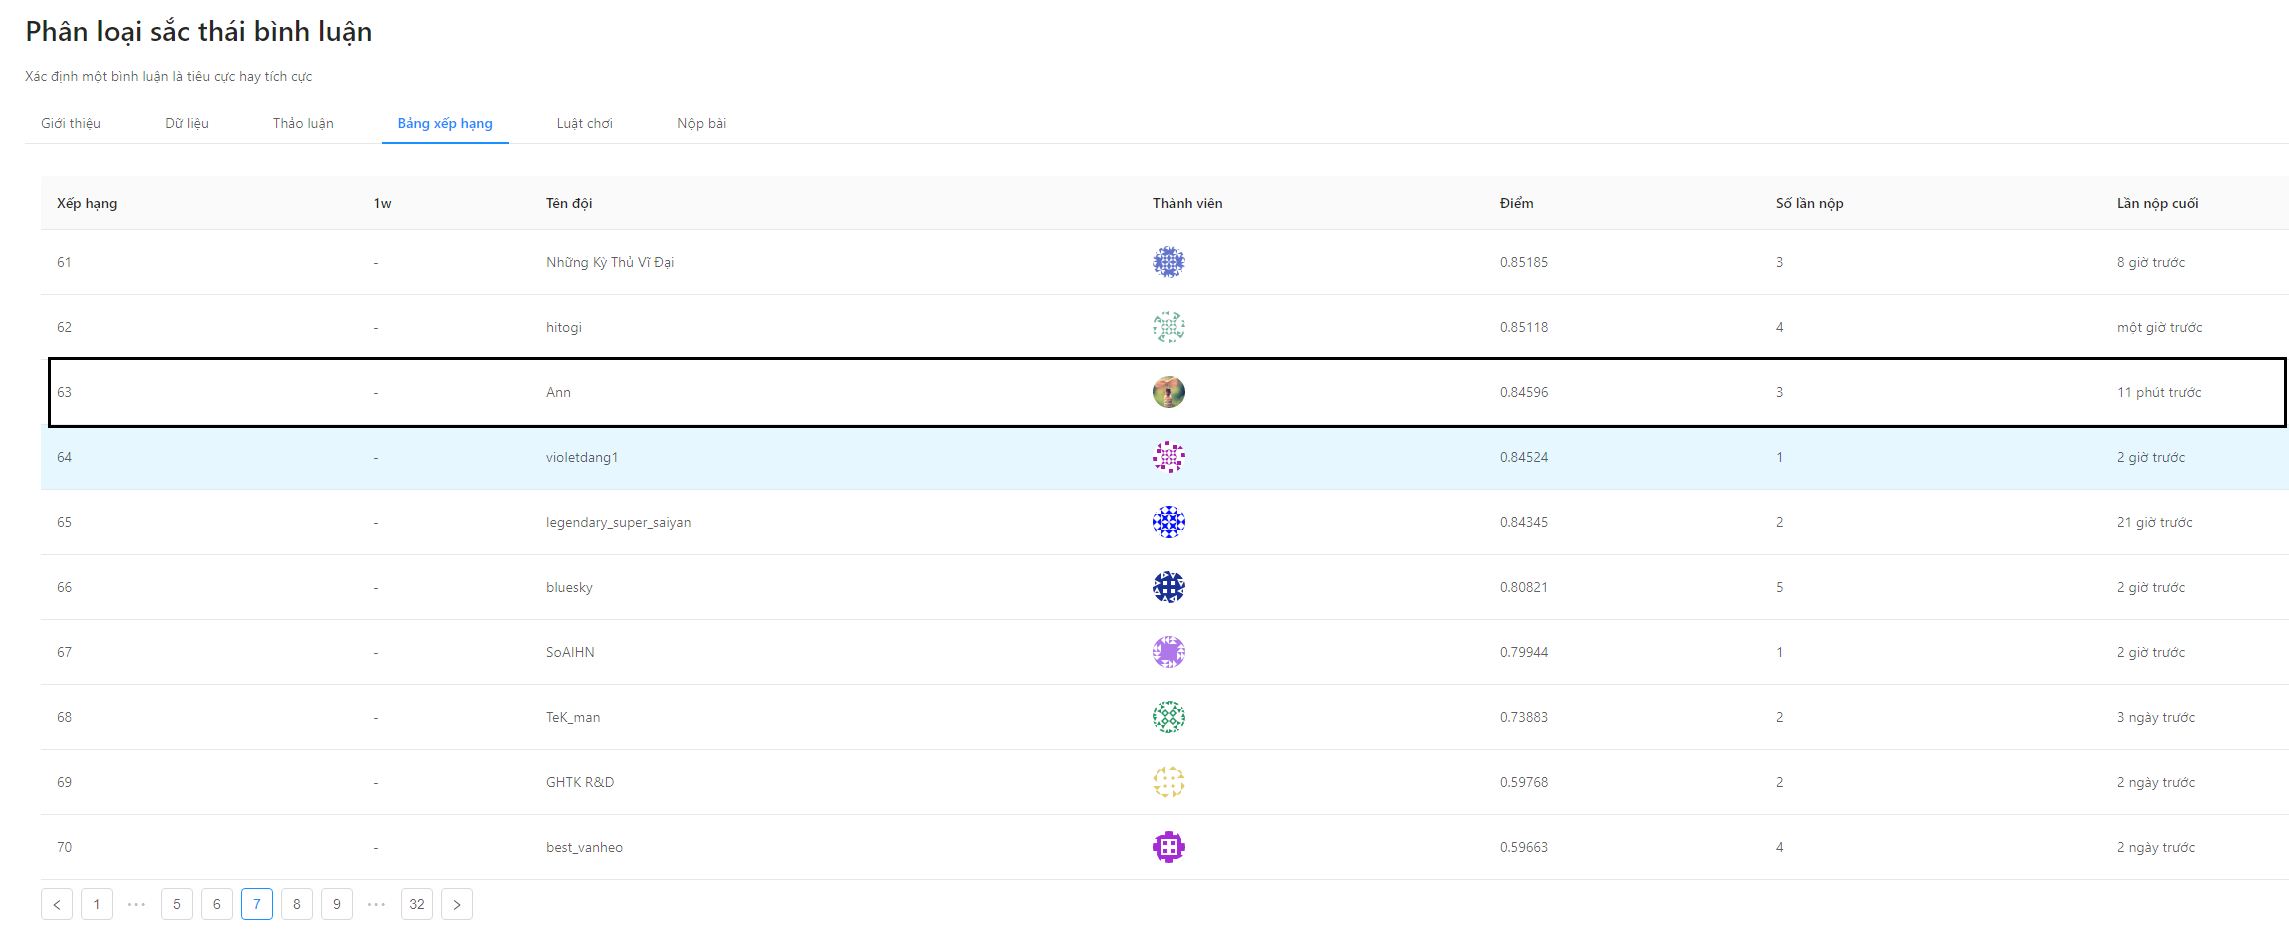 Phân loại sắc thái bình luận
Xác định một bình luận là tiêu cực hay tích cực
Giới thiệu Dữ liệu Thảo luận Bảng xếp hạng Luật chơi Nộp bài
Xếp hạng 1w Tên đội Thành viên Điểm Số lần nộp Lần nộp cuối
61 - Những Kỳ Thủ Vĩ Đại 0.85185 3 8 giờ trước
62 - hitogi 0.85118 4 một giờ trước
63 - Ann 0.84596 3 11 phút trước
64 - violetdang1 0.84524 1 2 giờ trước
65 - legendary_super_saiyan 0.84345 2 21 giờ trước
66 - bluesky 0.80821 5 2 giờ trước
67 - SoAIHN 0.79944 1 2 giờ trước
68 - TeK_man 0.73883 2 3 ngày trước
69 - GHTK R&D 0.59768 2 2 ngày trước
70 - best_vanheo 0.59663 4 2 ngày trước
< 1 ••• 5 6 7 8 9 ••• 32 >